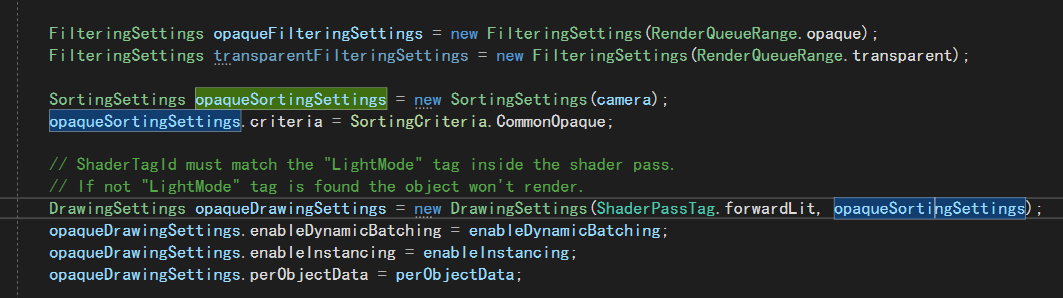 FilteringSettings opaqueFilteringSettings = new FilteringSettings(RenderQueueRange.opaque);
FilteringSettings transparentFilteringSettings = new FilteringSettings(RenderQueueRange.transparent);
SortingSettings opaqueSortingSettings = new SortingSettings(camera);
opaqueSortingSettings.criteria = SortingCriteria.CommonOpaque;
// ShaderTagId must match the "LightMode" tag inside the shader pass.
// If not "LightMode" tag is found the object won't render.
DrawingSettings opaqueDrawingSettings = new DrawingSettings(ShaderPassTag.forwardLit, opaqueSortingSettings);
opaqueDrawingSettings.enableDynamicBatching = enableDynamicBatching;
opaqueDrawingSettings.enableInstancing = enableInstancing;
opaqueDrawingSettings.perObjectData = perObjectData;